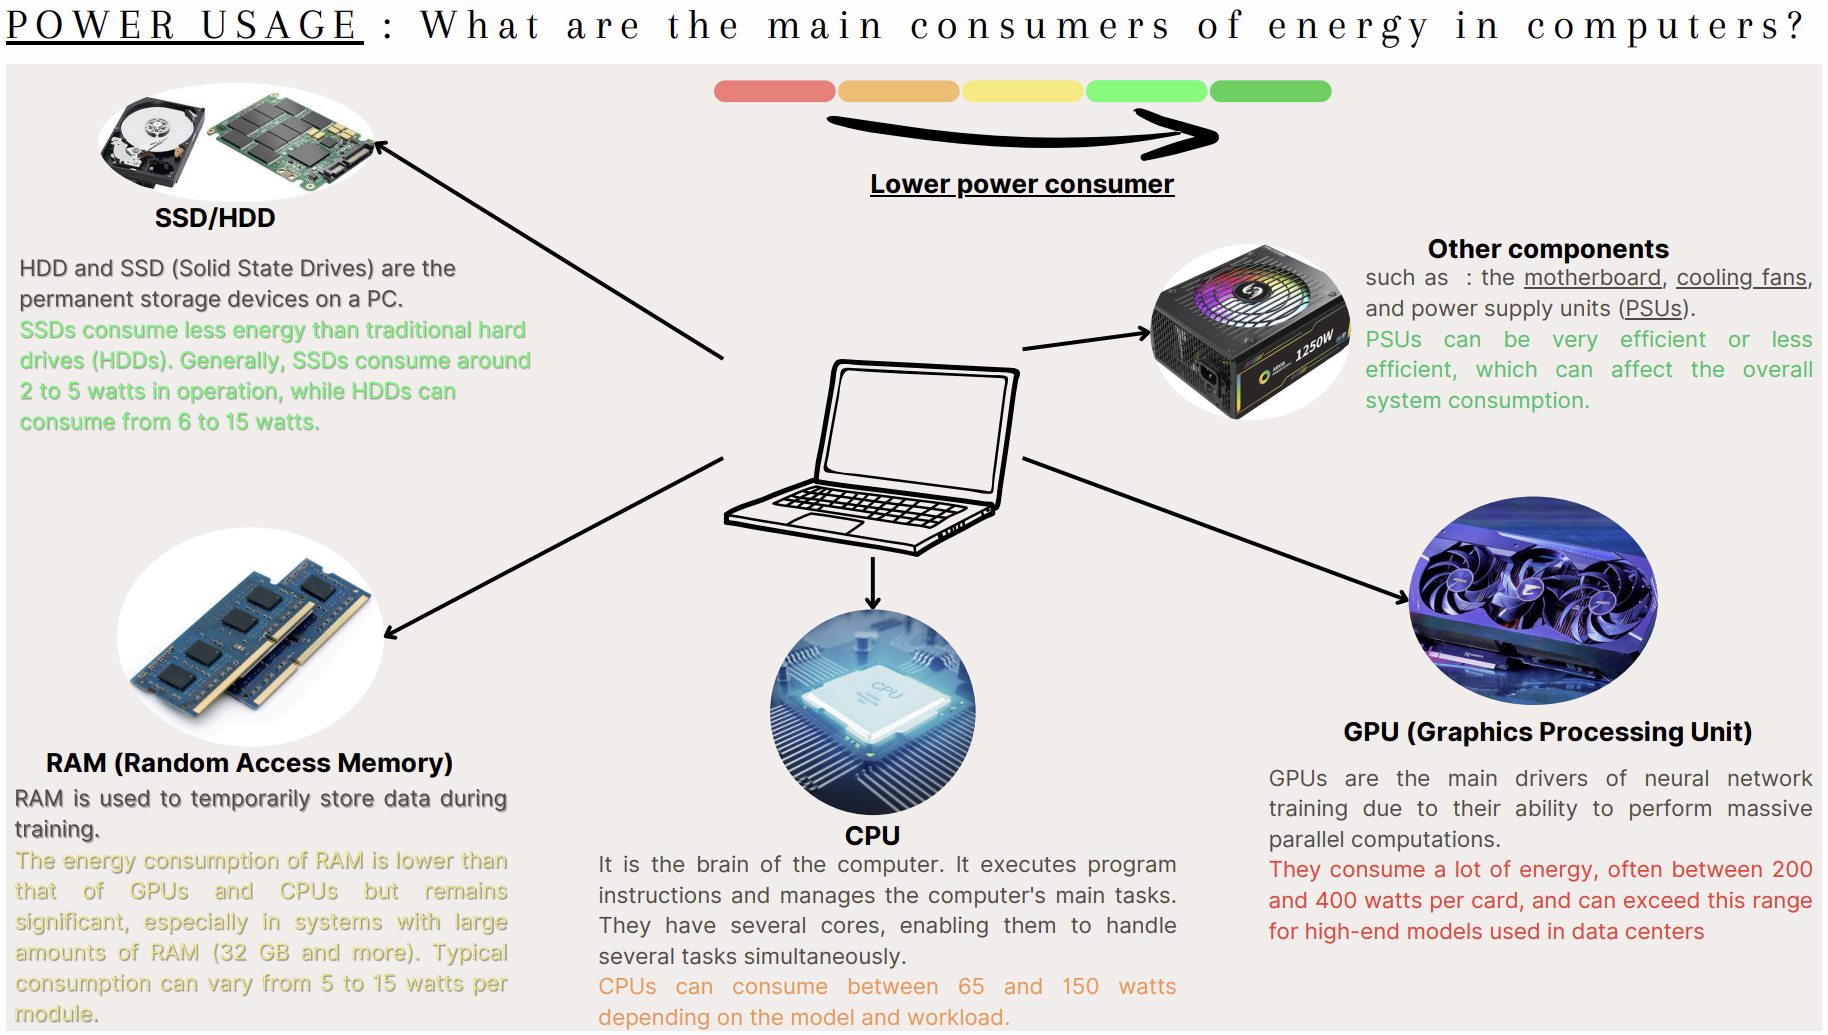 POWER USAGE : What are the main consumers of energy in computers?
Lower power consumer
SSD/HDD
HDD and SSD (Solid State Drives) are the
permanent storage devices on a PC.
SSDs consume less energy than traditional hard
drives (HDDs). Generally, SSDs consume around
2 to 5 watts in operation, while HDDs can
consume from 6 to 15 watts.
Other components
such as : the motherboard, cooling fans,
and power supply units (PSUs).
PSUs can be very efficient or less
efficient, which can affect the overall
system consumption.
1250W
RAM (Random Access Memory)
RAM is used to temporarily store data during
training.
The energy consumption of RAM is lower than
that of GPUs and CPUs but remains
significant, especially in systems with large
amounts of RAM (32 GB and more). Typical
consumption can vary from 5 to 15 watts per
module.
CPU
CPU
It is the brain of the computer. It executes program
instructions and manages the computer's main tasks.
They have several cores, enabling them to handle
several tasks simultaneously.
CPUs can consume between 65 and 150 watts
depending on the model and workload.
GPU (Graphics Processing Unit)
GPUs are the main drivers of neural network
training due to their ability to perform massive
parallel computations.
They consume a lot of energy, often between 200
and 400 watts per card, and can exceed this range
for high-end models used in data centers